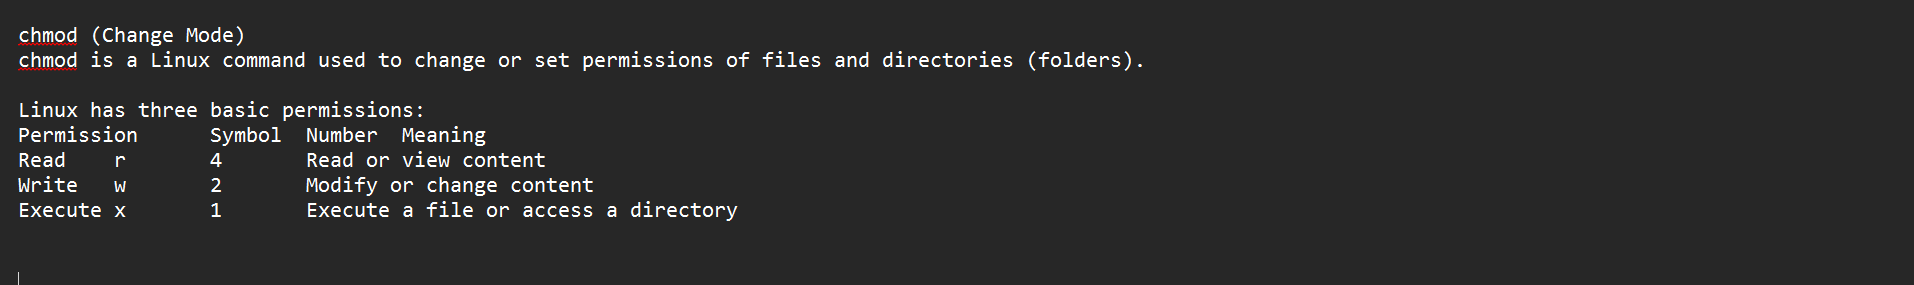 chmod (Change Mode)
chmod is a Linux command used to change or set permissions of files and directories (folders).
Linux has three basic permissions:
Permission      Symbol  Number  Meaning
Read    r       4       Read or view content
Write   w       2       Modify or change content
Execute x       1       Execute a file or access a directory